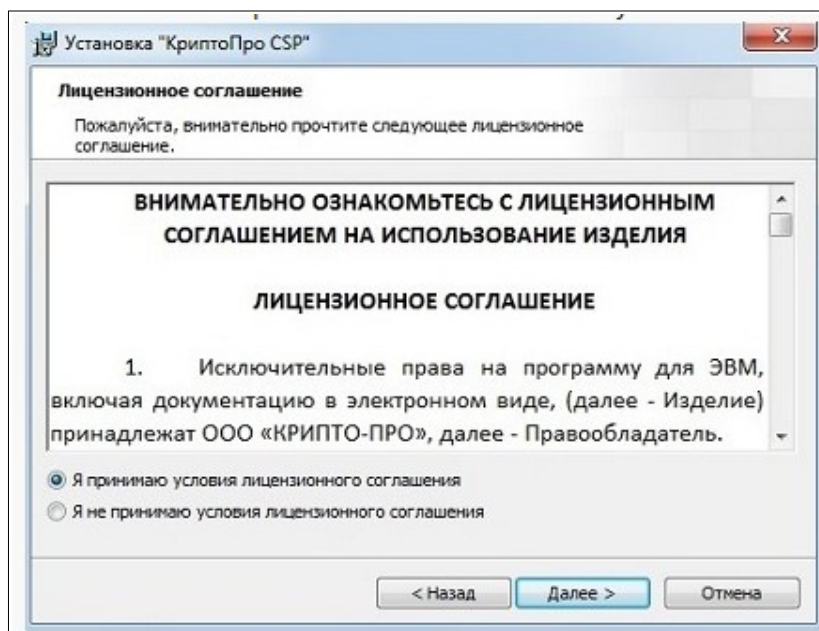 Установка "КриптоПро CSP"
Лицензионное соглашение
Пожалуйста, внимательно прочтите следующее лицензионное
соглашение.
ВНИМАТЕЛЬНО ОЗНАКОМЬТЕСЬ С ЛИЦЕНЗИОННЫМ
СОГЛАШЕНИЕМ НА ИСПОЛЬЗОВАНИЕ ИЗДЕЛИЯ
ЛИЦЕНЗИОННОЕ СОГЛАШЕНИЕ
1. Исключительные права на программу для ЭВМ,
включая документацию в электронном виде, (далее - Изделие)
принадлежат ООО «КРИПТО-ПРО», далее - Правообладатель.
Я принимаю условия лицензионного соглашения
Я не принимаю условия лицензионного соглашения
< Назад
Далее >
Отмена